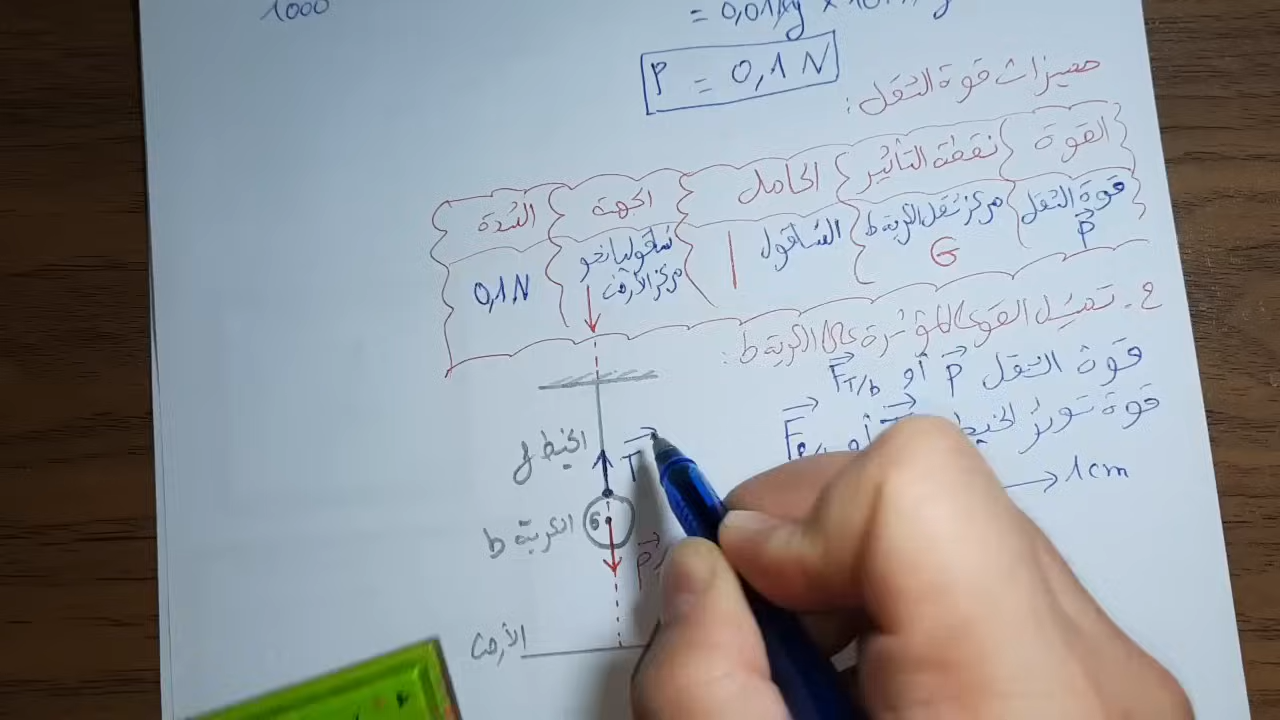 1000
= 0,01kg × 10
P = 0,1 N
مميزات قوة الثقل :
القوة نقطة التأثير الحامل الجهة الشدة
قوة الثقل P مركز ثقل الكرية b G الشاقول شاقوليا نحو مركز الأرض 0,1N
2. تمثيل القوى المؤثرة على الكرية b :
قوة الثقل P أو F T/b
قوة توتر الخيط أو F
1cm
الخيط f
T
الكرية b
G
P
الأرض